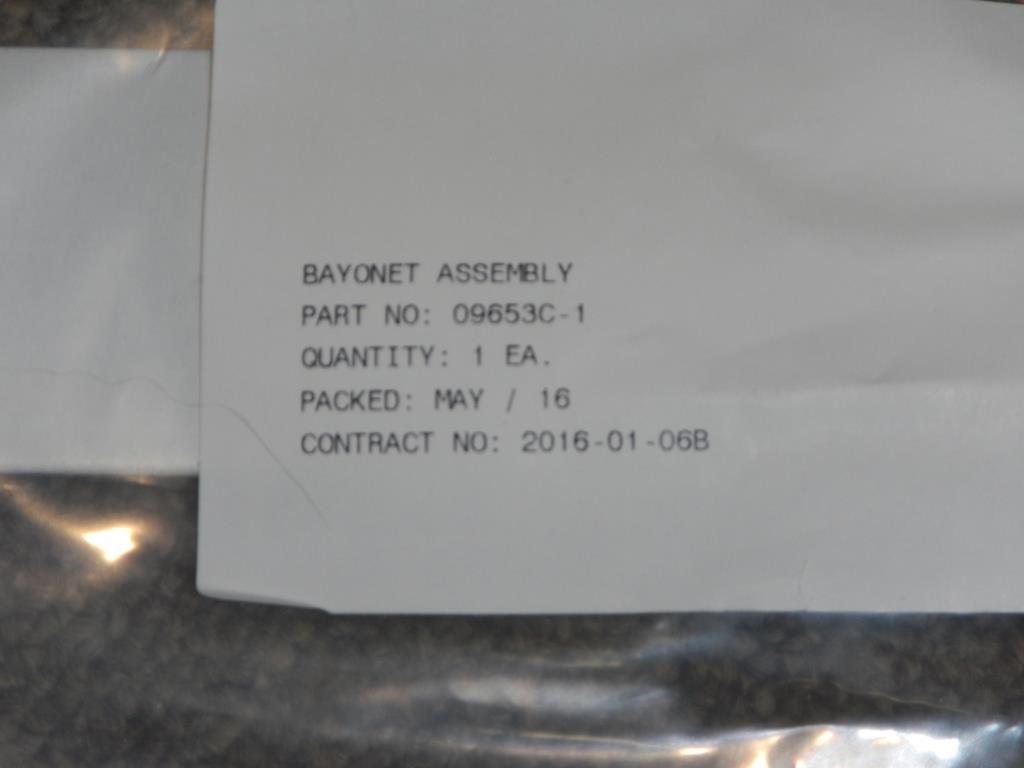 BAYONET ASSEMBLY
PART NO: 09653C-1
QUANTITY: 1 EA.
PACKED: MAY / 16
CONTRACT NO: 2016-01-06B